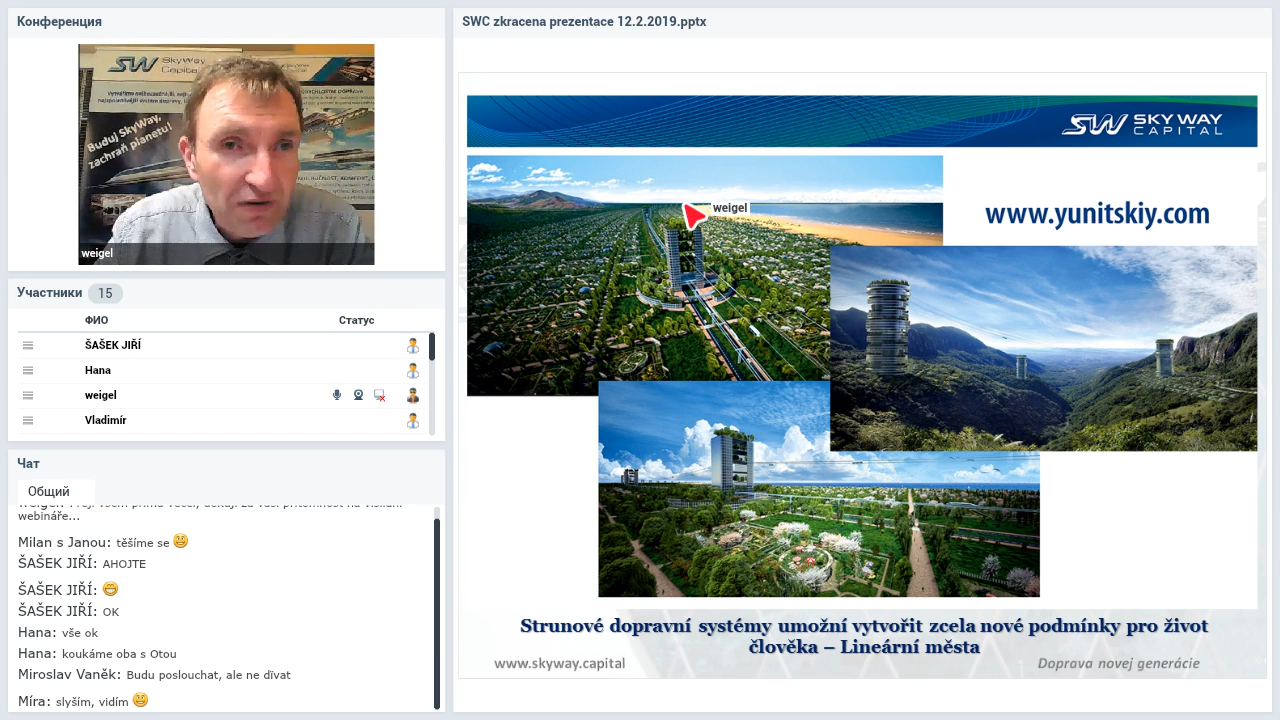 Конференция
SW SkyWay
Capital
Buduj SkyWay,
zachraň planetu!
weigel
Участники 15
ФИО Статус
ŠAŠEK JIŘÍ
Hana
weigel
Vladimír
Чат
Общий
webináře...
Milan s Janou: těšíme se
ŠAŠEK JIŘÍ: AHOJTE
ŠAŠEK JIŘÍ:
ŠAŠEK JIŘÍ: OK
Hana: vše ok
Hana: koukáme oba s Otou
Miroslav Vaněk: Budu poslouchat, ale ne dívat
Míra: slyším, vidím
SWC zkracena prezentace 12.2.2019.pptx
SW SKY WAY
CAPITAL
weigel
www.yunitskiy.com
Strunové dopravní systémy umožní vytvořit zcela nové podmínky pro život
člověka – Lineární města
www.skyway.capital
Doprava novej generácie